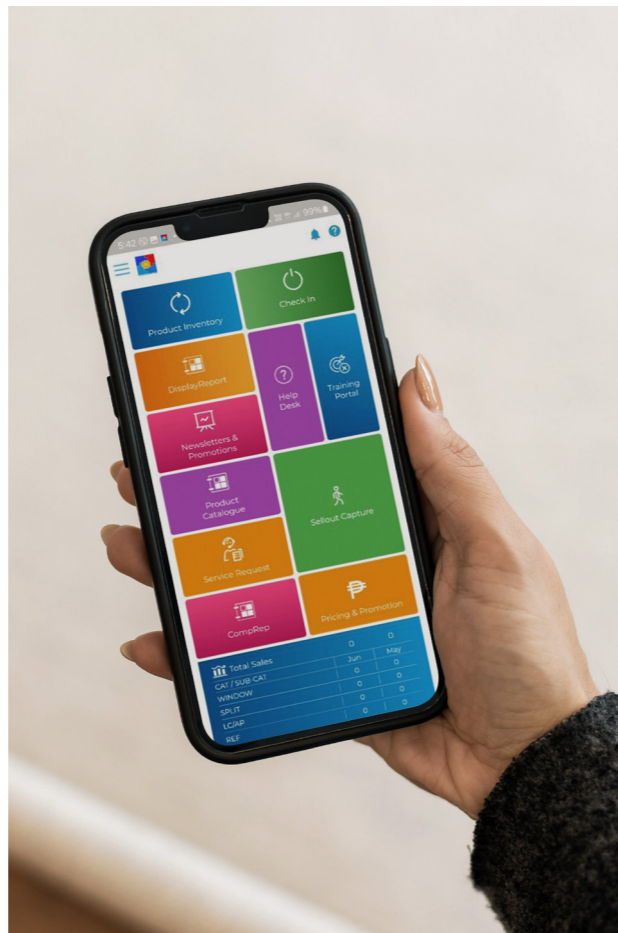 5:42
99%
Product Inventory
Check In
DisplayReport
Help
Desk
Training
Portal
Newsletters &
Promotions
Product
Catalogue
Sellout Capture
Service Request
CompRep
Pricing & Promotion
Total Sales 0 0
CAT / SUB CAT Jun May
WINDOW 0 0
SPLIT 0 0
LC/AP 0 0
REF